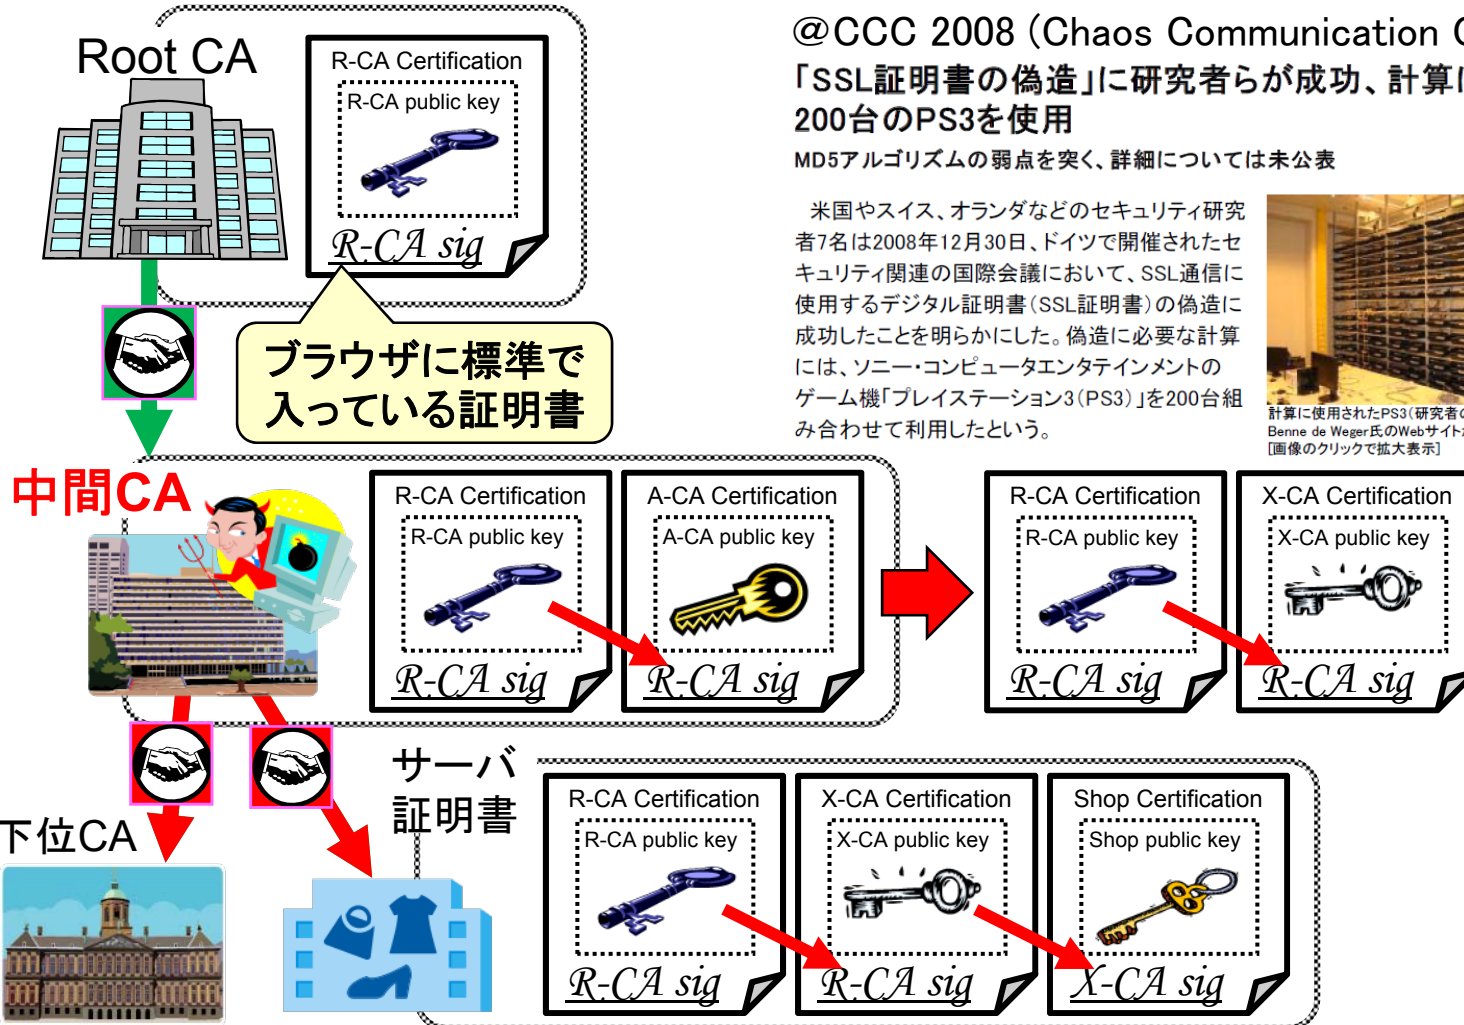 Root CA
R-CA Certification
R-CA public key
R-CA sig
ブラウザに標準で
入っている証明書
@CCC 2008 (Chaos Communication
「SSL証明書の偽造」に研究者らが成功、計算に
200台のPS3を使用
MD5アルゴリズムの弱点を突く、詳細については未公表
米国やスイス、オランダなどのセキュリティ研究
者7名は2008年12月30日、ドイツで開催されたセ
キュリティ関連の国際会議において、SSL通信に
使用するデジタル証明書(SSL証明書)の偽造に
成功したことを明らかにした。偽造に必要な計算
には、ソニー・コンピュータエンタテインメントの
ゲーム機「プレイステーション3(PS3)」を200台組
み合わせて利用したという。
計算に使用されたPS3(研究者の
Benne de Weger氏のWebサイトか
[画像のクリックで拡大表示]
中間CA
R-CA Certification
R-CA public key
R-CA sig
A-CA Certification
A-CA public key
R-CA sig
R-CA Certification
R-CA public key
R-CA sig
X-CA Certification
X-CA public key
R-CA sig
下位CA
サーバ
証明書
R-CA Certification
R-CA public key
R-CA sig
X-CA Certification
X-CA public key
R-CA sig
Shop Certification
Shop public key
X-CA sig